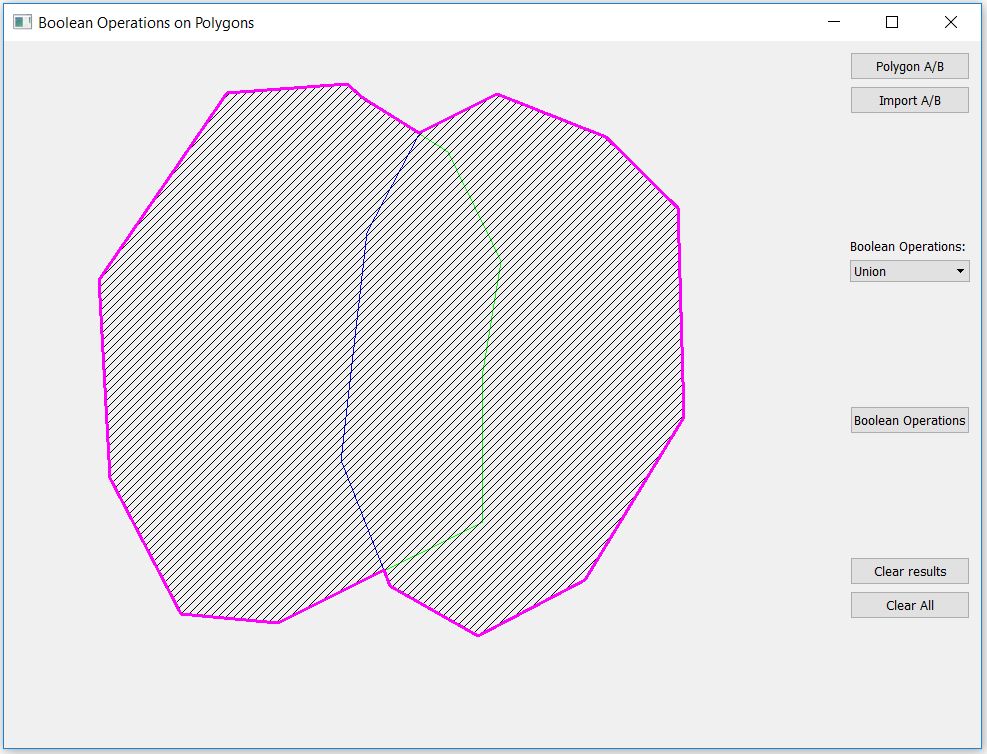 Boolean Operations on Polygons
Polygon A/B
Import A/B
Boolean Operations:
Union
Boolean Operations
Clear results
Clear All